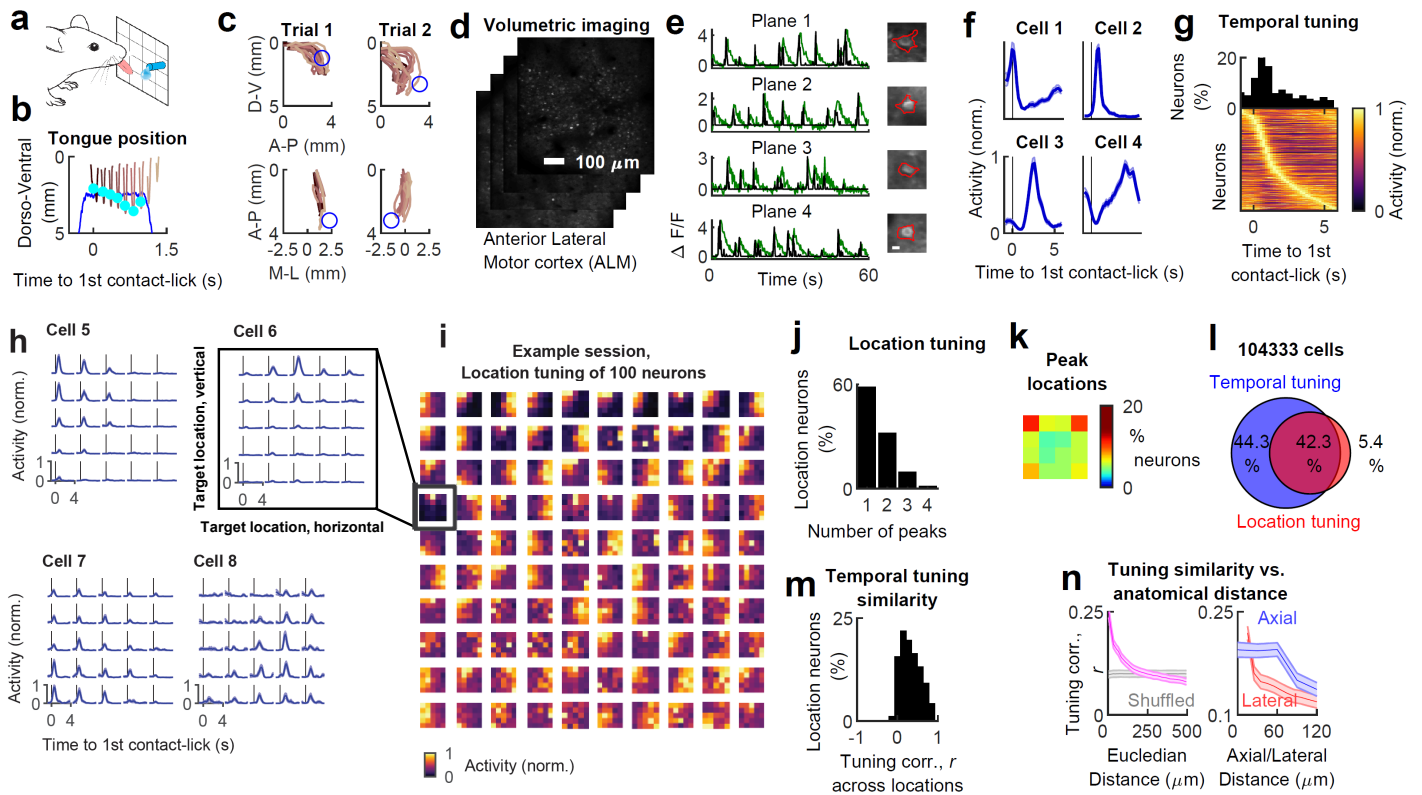 a
b
Tongue position
Dorso-Ventral
(mm)
0
5
0
1.5
Time to 1st contact-lick (s)
c
Trial 1
Trial 2
D-V (mm)
0
5
0
4
0
4
A-P (mm)
A-P (mm)
0
4
-2.5 0 2.5
-2.5 0 2.5
M-L (mm)
d
Volumetric imaging
100 μm
Anterior Lateral
Motor cortex (ALM)
e
Plane 1
4
0
Plane 2
2
0
Plane 3
3
0
Plane 4
4
0
Δ F/F
0
60
Time (s)
f
Cell 1
Cell 2
Cell 3
Cell 4
Activity (norm.)
1
0
0
5
0
5
Time to 1st contact-lick (s)
g
Temporal tuning
Neurons
(%)
20
0
Neurons
0
5
Time to 1st
contact-lick (s)
1
0
Activity (norm.)
h
Cell 5
Activity (norm.)
1
0
0 4
Cell 6
Target location, vertical
1
0
0 4
Target location, horizontal
Cell 7
Activity (norm.)
1
0
0 4
Cell 8
1
0
0 4
Time to 1st contact-lick (s)
i
Example session,
Location tuning of 100 neurons
1
0
Activity (norm.)
j
Location tuning
Location neurons
(%)
60
0
1 2 3 4
Number of peaks
k
Peak
locations
20
%
neurons
0
l
104333 cells
Temporal tuning
44.3
%
42.3
%
5.4
%
Location tuning
m
Temporal tuning
similarity
Location neurons
(%)
25
0
-1 0 1
Tuning corr., r
across locations
n
Tuning similarity vs.
anatomical distance
Tuning corr.,
r
0.25
0
Shuffled
0 250 500
Eucledian
Distance (μm)
0.25
0.1
Axial
Lateral
0 60 120
Axial/Lateral
Distance (μm)